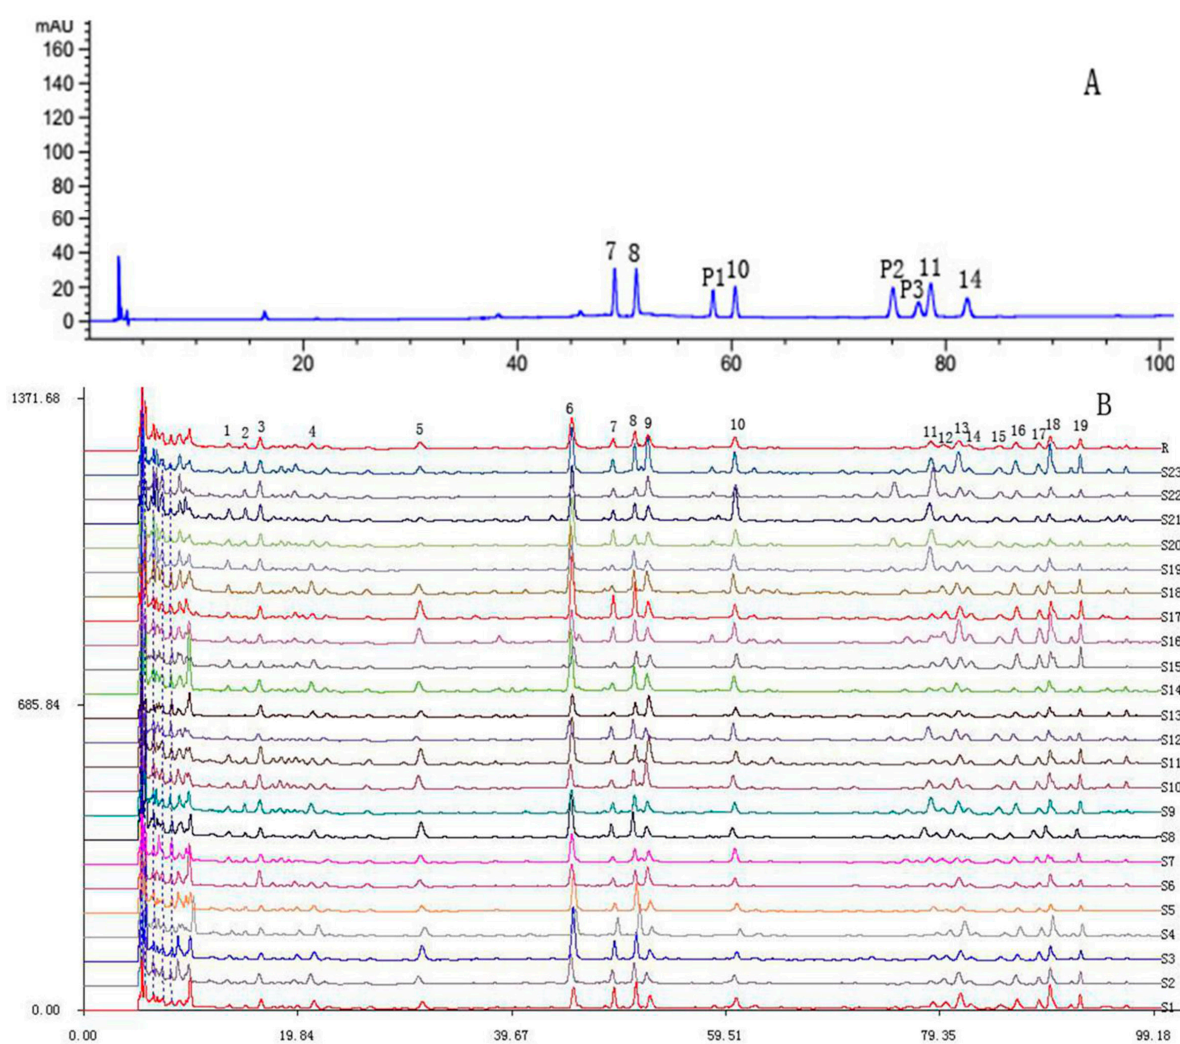 mAU
160
140
120
100
80
60
40
20
0
A
7 8 P1 10 P2 P3 11 14
20 40 60 80 100
1371.68
685.84
0.00
B
1 2 3 4 5 6 7 8 9 10 11 12 13 14 15 16 17 18 19
R
S23
S22
S21
S20
S19
S18
S17
S16
S15
S14
S13
S12
S11
S10
S9
S8
S7
S6
S5
S4
S3
S2
S1
0.00 19.84 39.67 59.51 79.35 99.18